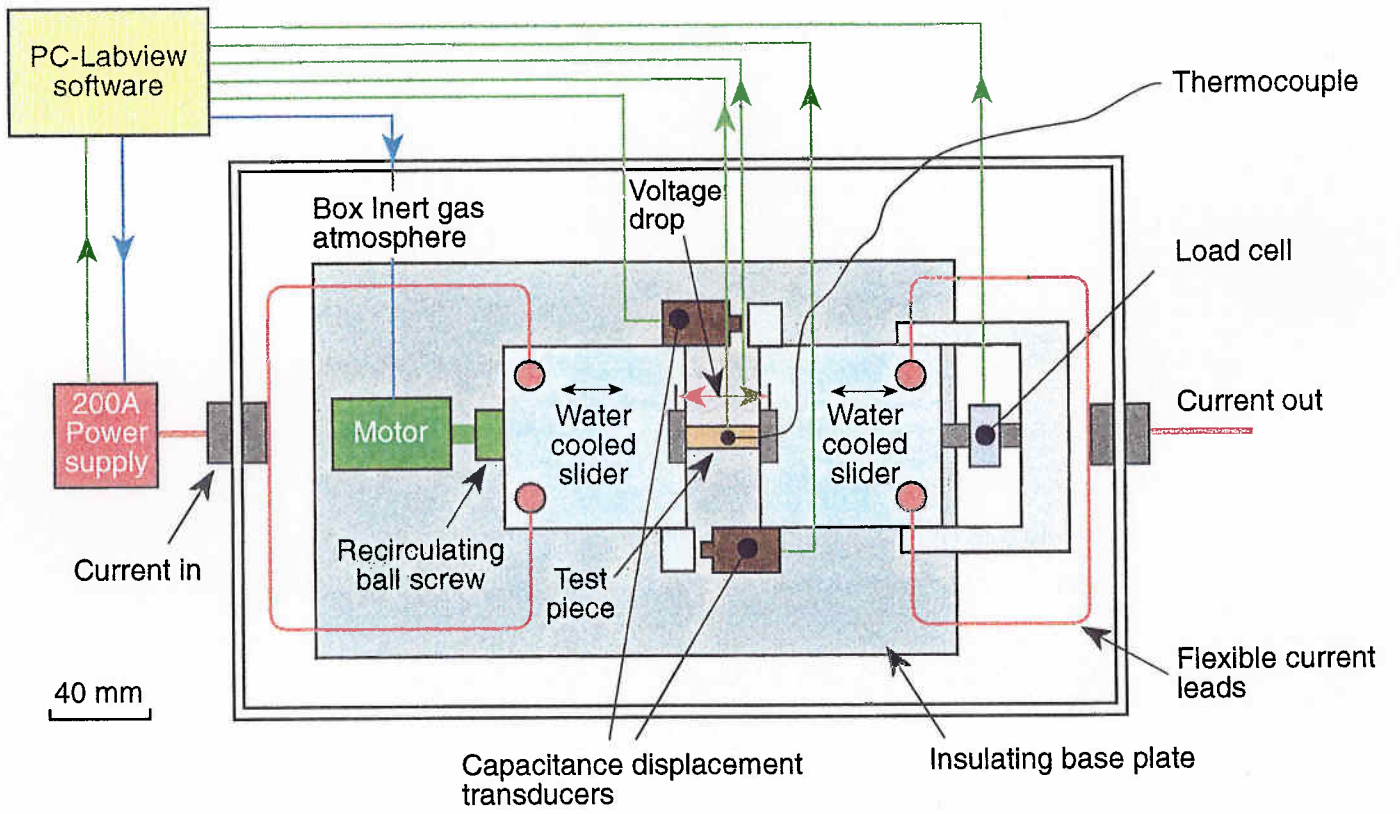 PC-Labview
software
Thermocouple
Voltage
drop
Box Inert gas
atmosphere
Load cell
200A
Power
supply
Motor
Water
cooled
slider
Water
cooled
slider
Current out
Current in
Recirculating
ball screw
Test
piece
Flexible current
leads
40 mm
Capacitance displacement
transducers
Insulating base plate